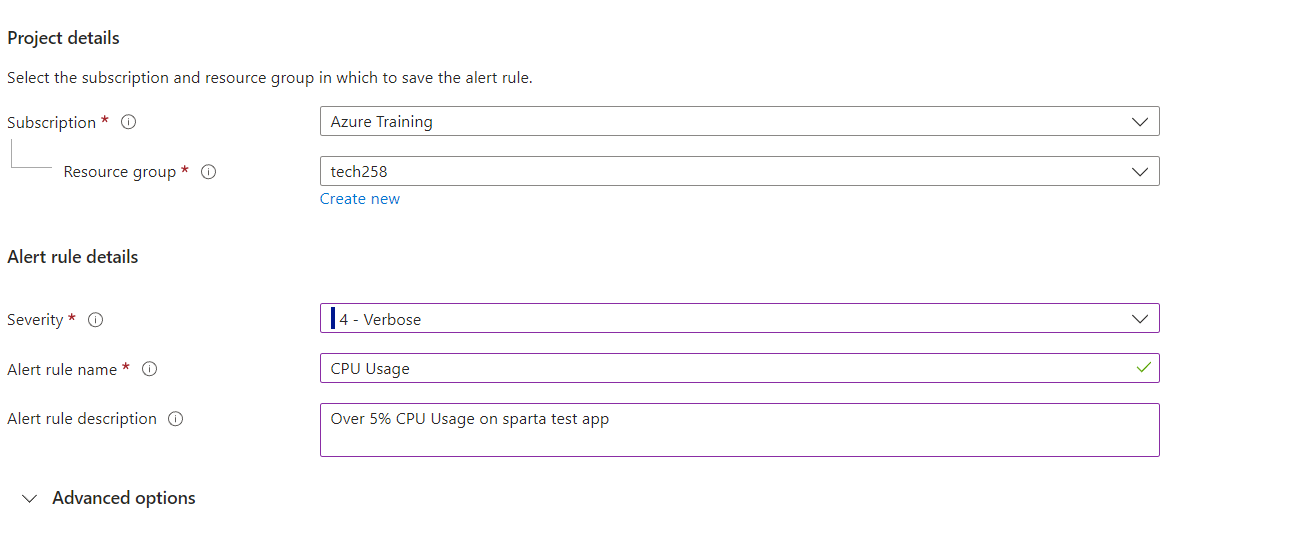 Project details
Select the subscription and resource group in which to save the alert rule.
Subscription *
Azure Training
Resource group *
tech258
Create new
Alert rule details
Severity *
4 - Verbose
Alert rule name *
CPU Usage
Alert rule description
Over 5% CPU Usage on sparta test app
Advanced options